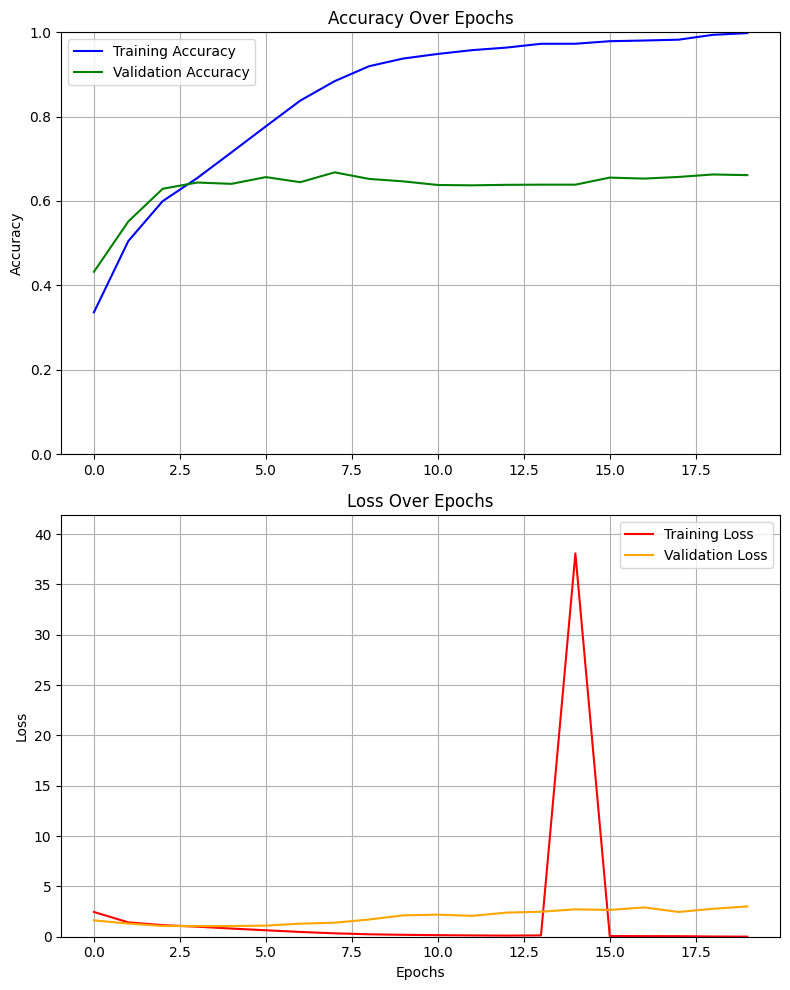 Accuracy Over Epochs
1.0
Training Accuracy
Validation Accuracy
0.8
0.6
Accuracy
0.4
0.2
0.0
0.0 2.5 5.0 7.5 10.0 12.5 15.0 17.5
Loss Over Epochs
40
Training Loss
Validation Loss
35
30
25
Loss
20
15
10
5
0
0.0 2.5 5.0 7.5 10.0 12.5 15.0 17.5
Epochs